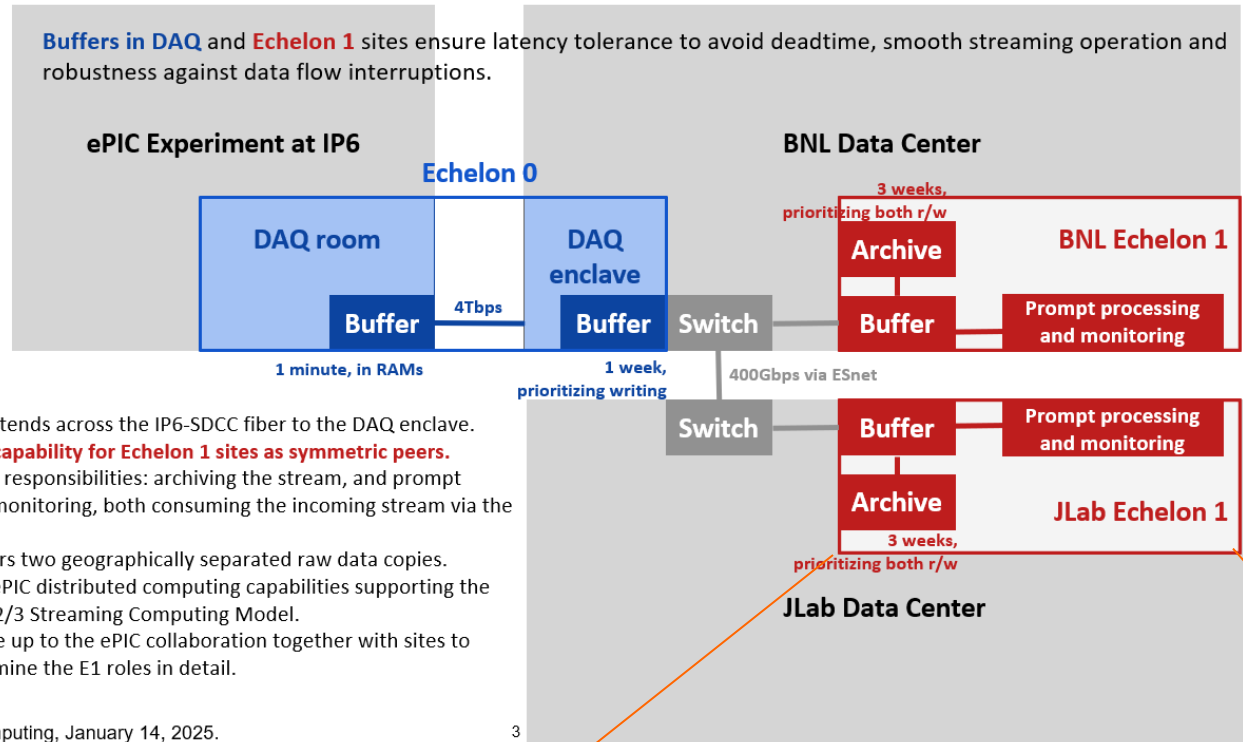 Buffers in DAQ and Echelon 1 sites ensure latency tolerance to avoid deadtime, smooth streaming operation and
robustness against data flow interruptions.
ePIC Experiment at IP6
BNL Data Center
Echelon 0
3 weeks,
prioritizing both r/w
DAQ room
DAQ
enclave
Archive
BNL Echelon 1
4Tbps
Buffer
Buffer
Switch
Buffer
Prompt processing
and monitoring
1 minute, in RAMs
1 week,
prioritizing writing
400Gbps via ESnet
Switch
Buffer
Prompt processing
and monitoring
Archive
JLab Echelon 1
3 weeks,
prioritizing both r/w
JLab Data Center
tends across the IP6-SDCC fiber to the DAQ enclave.
capability for Echelon 1 sites as symmetric peers.
responsibilities: archiving the stream, and prompt
monitoring, both consuming the incoming stream via the
rs two geographically separated raw data copies.
ePIC distributed computing capabilities supporting the
2/3 Streaming Computing Model.
e up to the ePIC collaboration together with sites to
mine the E1 roles in detail.
puting, January 14, 2025.
3